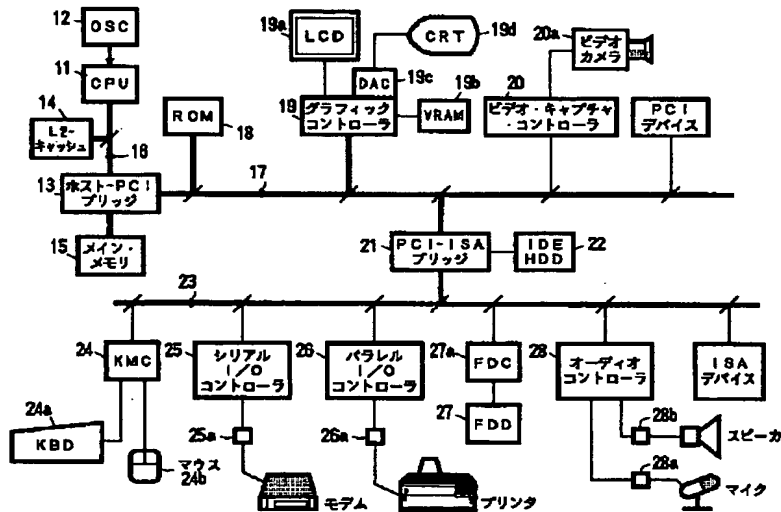 12
OSC
11
CPU
14
L2-
キャッシュ
16
13
ホスト-PCI
ブリッジ
15
メイン・
メモリ
ROM
18
17
19a
LCD
CRT
19d
DAC
19c
19
グラフィック
コントローラ
19b
VRAM
20a
ビデオ
カメラ
20
ビデオ・キャプチャ
・コントローラ
PCI
デバイス
21
PCI-ISA
ブリッジ
IDE
HDD
22
23
24
KMC
24a
KBD
マウス
24b
25
シリアル
I/O
コントローラ
25a
モデム
26
パラレル
I/O
コントローラ
26a
プリンタ
27a
FDC
27
FDD
28
オーディオ
コントローラ
28b
スピーカ
28a
マイク
ISA
デバイス